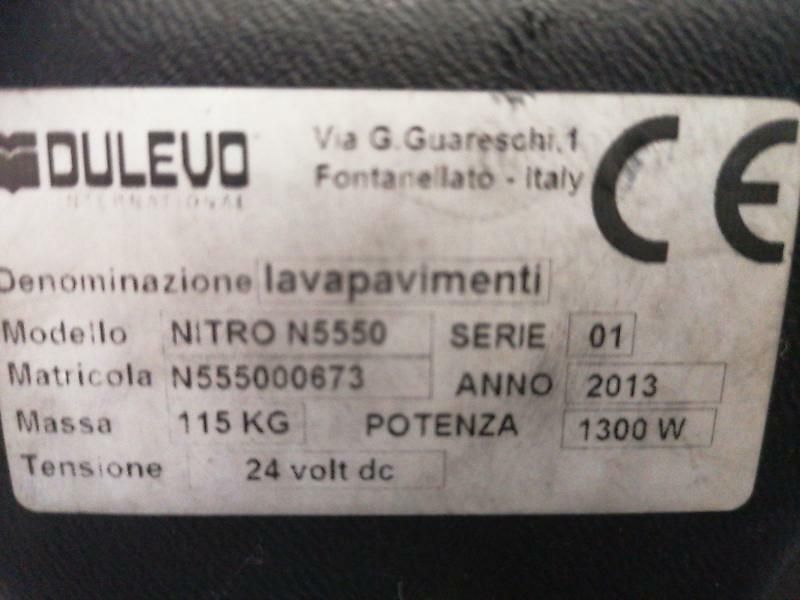 DULEVO
INTERNATIONAL
Via G.Guareschi,1
Fontanellato - Italy
CE
Denominazione lavapavimenti
Modello NITRO N5550 SERIE 01
Matricola N555000673 ANNO 2013
Massa 115 KG POTENZA 1300 W
Tensione 24 volt dc